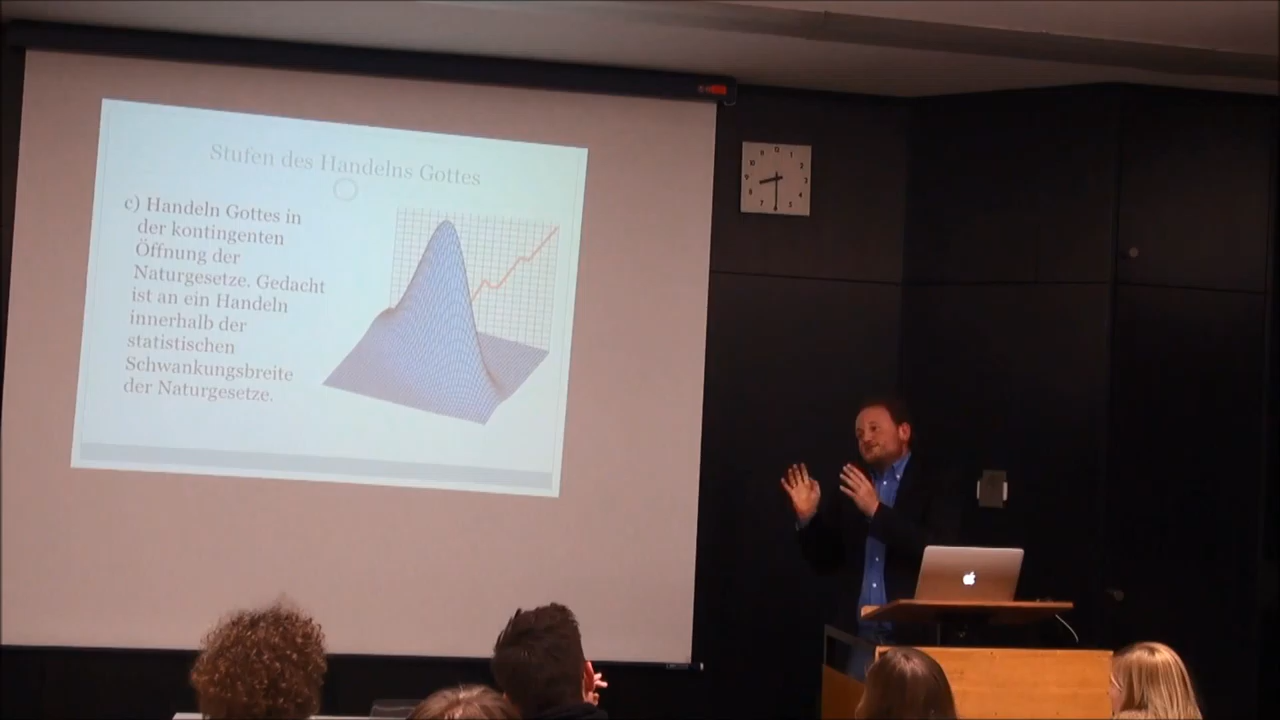 Stufen des Handelns Gottes
c) Handeln Gottes in
der kontingenten
Öffnung der
Naturgesetze. Gedacht
ist an ein Handeln
innerhalb der
statistischen
Schwankungsbreite
der Naturgesetze.